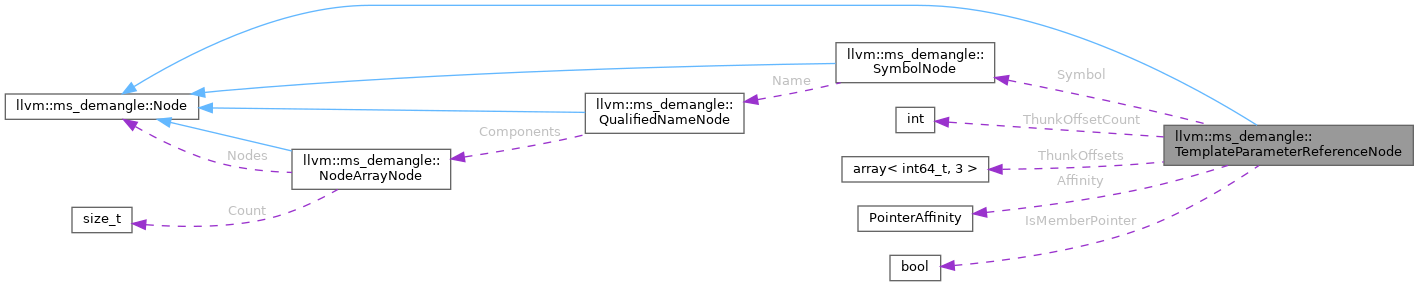 llvm::ms_demangle::
SymbolNode
Name
Symbol
llvm::ms_demangle::Node
llvm::ms_demangle::
QualifiedNameNode
int
ThunkOffsetCount
llvm::ms_demangle::
TemplateParameterReferenceNode
Components
Nodes
llvm::ms_demangle::
NodeArrayNode
ThunkOffsets
array< int64_t, 3 >
Affinity
size_t
Count
PointerAffinity
IsMemberPointer
bool